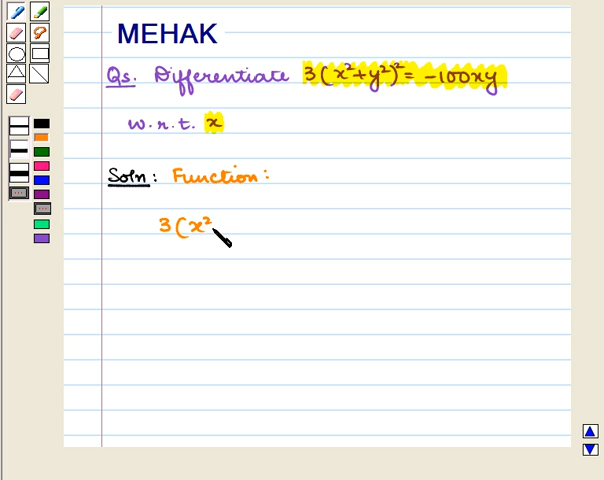 MEHAK
Qs. Differentiate 3(x²+y²)² = -100xy
w.r.t. x
Soln: Function:
3(x²